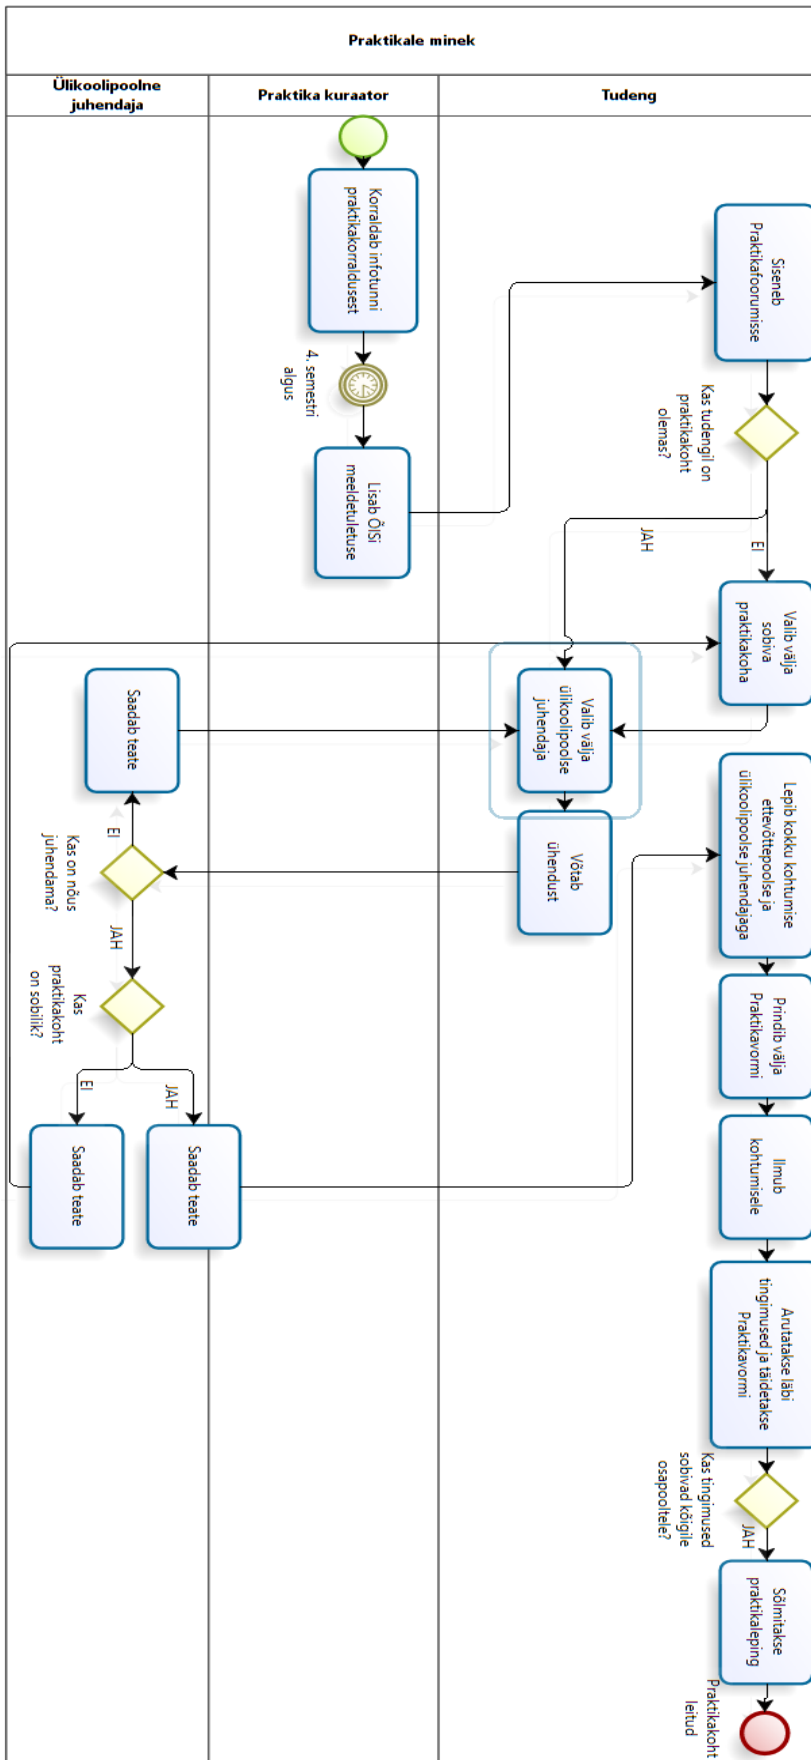 Praktikale minek
Ülikoolipoolne
juhendaja
Praktika kuraator
Tudeng
Korraldab infotunni
praktikakorraldusest
4. semestri
algus
Lisab ÕISi
meeldetuletuse
Siseneb
Praktikafoorumisse
Kas tudengil on
praktikakoht
olemas?
EI
JAH
Valib välja
sobiva
praktikakoha
Valib välja
ülikoolipoolse
juhendaja
Võtab
ühendust
Saadab teate
EI
Kas on nõus
juhendama?
JAH
Kas
praktikakoht
on sobilik?
EI
JAH
Saadab teate
Saadab teate
Lepib kokku kohtumise
ettevõttepoolse ja
ülikoolipoolse juhendajaga
Prindib välja
Praktikavormi
Ilmub
kohtumisele
Arutatakse läbi
tingimused ja täidetakse
Praktikavormi
Kas tingimused
sobivad kõigile
osapooltele?
JAH
Sõlmitakse
praktikaleping
Praktikakoht
leitud